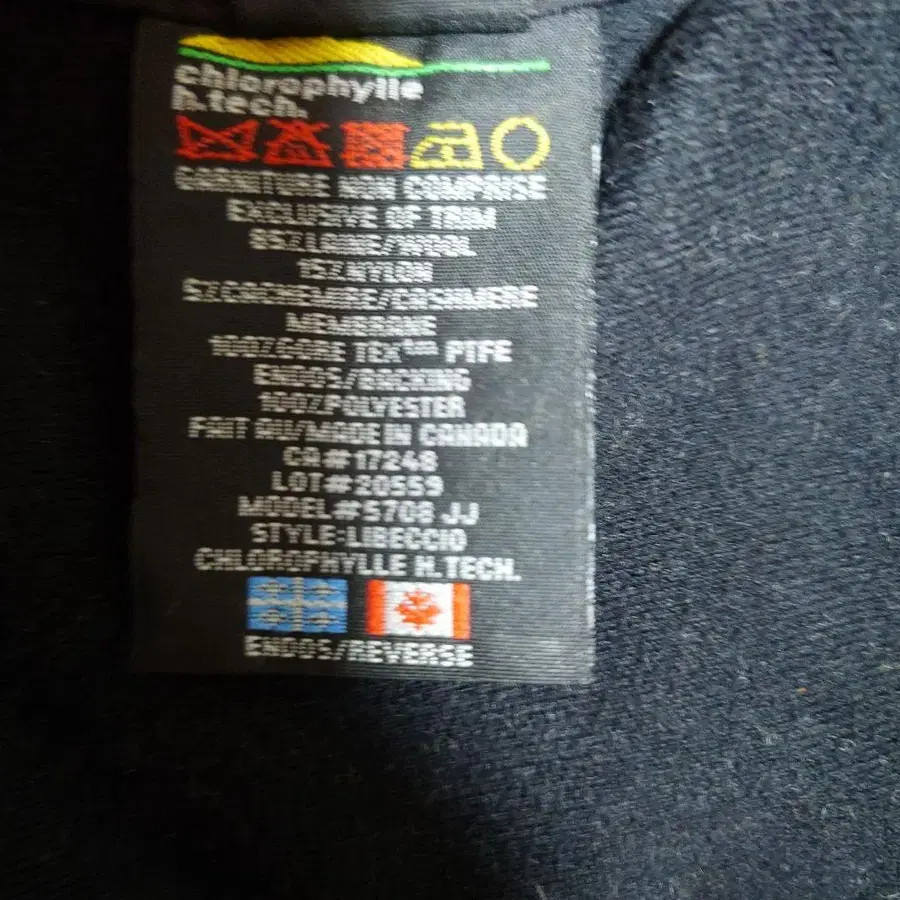 chlorophylle
h.tech.
GARNITURE NON COMPRISE
EXCLUSIVE OF TRIM
85% LAINE/WOOL
15% NYLON
5% CACHEMIRE/CASHMERE
MEMBRANE
100% GORE TEX PTFE
ENDOS/BACKING
100% POLYESTER
FAIT AU/MADE IN CANADA
CA#17248
LOT#20559
MODEL#5708 JJ
STYLE:LIBECCIO
CHLOROPHYLLE H.TECH.
ENDOS/REVERSE